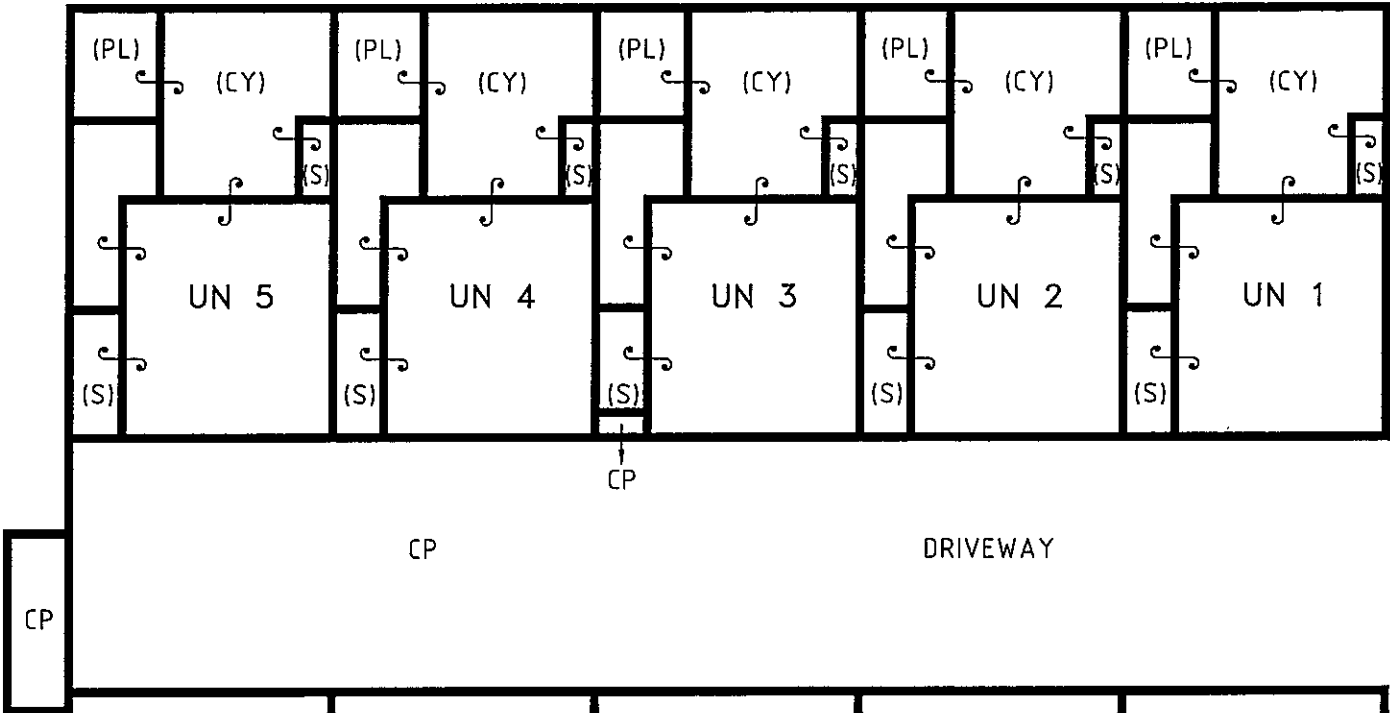 (PL) (CY) (PL) (CY) (PL) (CY) (PL) (CY) (PL) (CY)
(S) (S) (S) (S) (S)
UN 5 UN 4 UN 3 UN 2 UN 1
(S) (S) (S) (S) (S)
CP
CP DRIVEWAY
CP